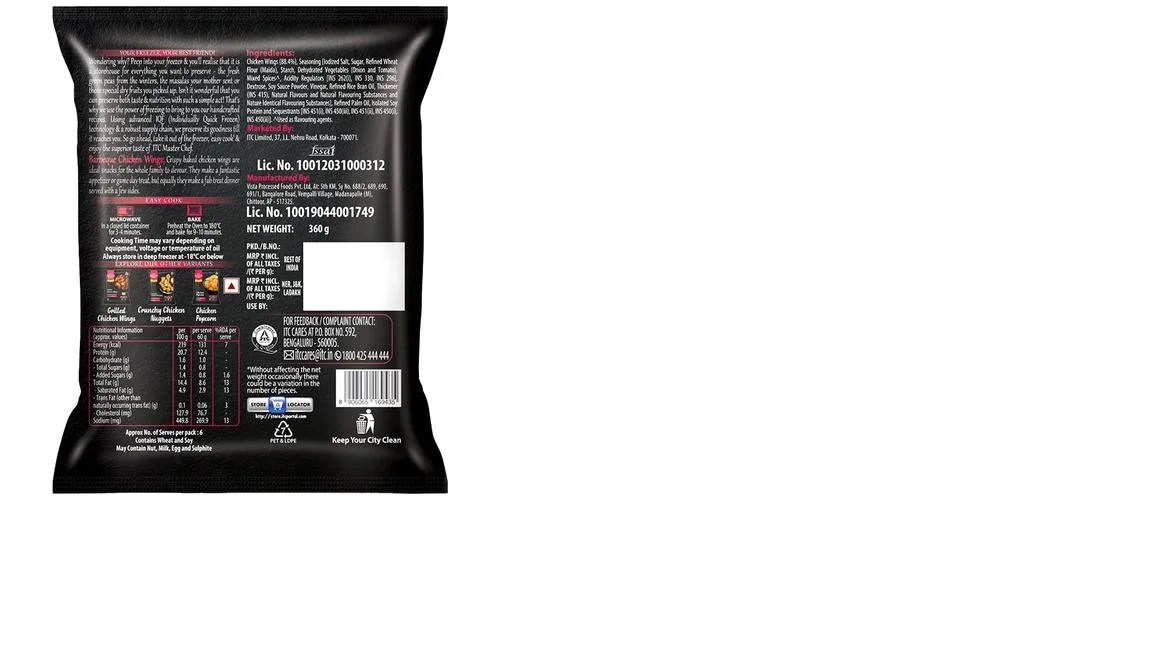 YOUR FREEZER, YOUR BEST FRIEND!
Wondering why? Peep into your freezer & you'll realise that it is
a storehouse for everything you want to preserve - the fresh
green peas from the winters, the masalas your mother sent or
those special dry fruits you picked up. Isn't it wonderful that you
can preserve both taste & nutrition with such a simple act! That's
why we use the power of freezing to bring to you our handcrafted
recipes. Using advanced IQF (Individually Quick Frozen)
technology & a robust supply chain, we preserve its goodness till
it reaches you. So go ahead, take it out of the freezer, easy cook &
enjoy the superior taste of ITC Master Chef.
Barbeque Chicken Wings: Crispy baked chicken wings are
ideal snacks for the whole family to devour. They make a fantastic
appetizer or game day treat, but equally they make a fab treat dinner
served with a few sides.
EASY COOK
MICROWAVE
In a closed lid container
for 3-4 minutes.
BAKE
Preheat the Oven to 180°C
and bake for 9-10 minutes.
Cooking Time may vary depending on
equipment, voltage or temperature of oil
Always store in deep freezer at -18°C or below
EXPLORE OUR OTHER VARIANTS
Grilled
Chicken Wings
Crunchy Chicken
Nuggets
Chicken
Popcorn
Nutritional Information (approx. values) per 100 g per serve 60 g %RDA per serve
Energy (kcal) 219 131 7
Protein (g) 20.7 12.4 -
Carbohydrate (g) 1.6 1.0 -
- Total Sugars (g) 1.4 0.8 -
- Added Sugars (g) 1.4 0.8 1.6
Total Fat (g) 14.4 8.6 13
- Saturated Fat (g) 4.9 2.9 13
- Trans Fat (other than
naturally occurring trans fat) (g) 0.1 0.06 3
- Cholesterol (mg) 127.9 76.7 -
Sodium (mg) 449.8 269.9 13
Approx No. of Serves per pack : 6
Contains Wheat and Soy
May Contain Nut, Milk, Egg and Sulphite
Ingredients:
Chicken Wings (88.4%), Seasoning [Iodized Salt, Sugar, Refined Wheat
Flour (Maida), Starch, Dehydrated Vegetables (Onion and Tomato),
Mixed Spices^, Acidity Regulators (INS 262(i), INS 330, INS 296),
Dextrose, Soy Sauce Powder, Vinegar, Refined Rice Bran Oil, Thickener
(INS 415), Natural Flavours and Natural Flavouring Substances and
Nature Identical Flavouring Substances], Refined Palm Oil, Isolated Soy
Protein and Sequestrants [INS 451(i), INS 450(iii), INS 451(ii), INS 450(i),
INS 450(ii)]. ^Used as flavouring agents.
Marketed By:
ITC Limited, 37, J.L. Nehru Road, Kolkata - 700071.
fssai
Lic. No. 10012031000312
Manufactured By:
Vista Processed Foods Pvt. Ltd, At: 5th KM, Sy No. 688/2, 689, 690,
691/1, Bangalore Road, Vempalli Village, Madanapalle (M),
Chittoor, AP - 517325.
Lic. No. 10019044001749
NET WEIGHT: 360 g
PKD./B.NO.:
MRP ₹ INCL.
OF ALL TAXES
/(₹ PER g):
REST OF
INDIA
MRP ₹ INCL.
OF ALL TAXES
/(₹ PER g):
NER, J&K,
LADAKH
USE BY:
FOR FEEDBACK / COMPLAINT CONTACT:
ITC CARES AT P.O. BOX NO. 592,
BENGALURU - 560005.
itccares@itc.in 1800 425 444 444
*Without affecting the net
weight occasionally there
could be a variation in the
number of pieces.
8 906065 169435
STORE LOCATOR
http://store.itcportal.com
7
PET & LDPE
Keep Your City Clean